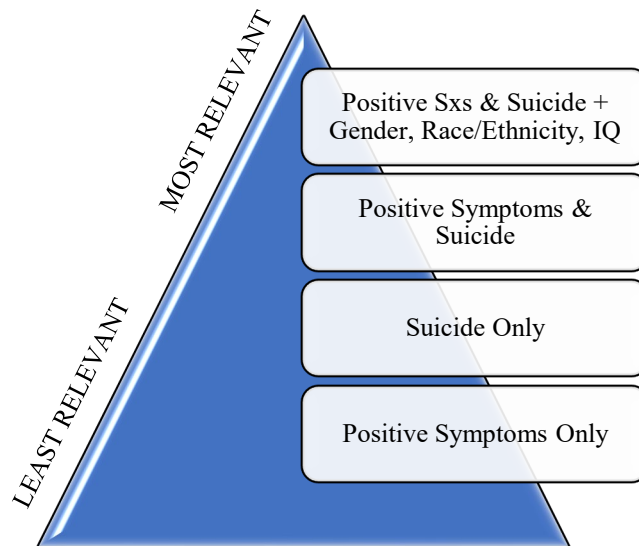 MOST RELEVANT
LEAST RELEVANT
Positive Sxs & Suicide +
Gender, Race/Ethnicity, IQ
Positive Symptoms &
Suicide
Suicide Only
Positive Symptoms Only